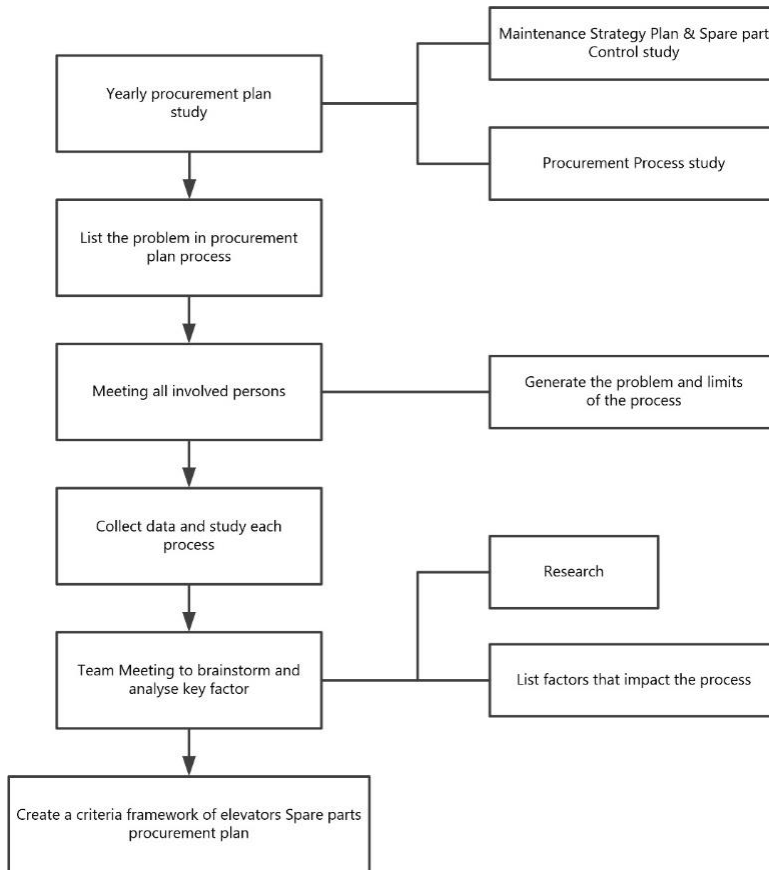 Maintenance Strategy Plan & Spare part
Control study
Yearly procurement plan
study
Procurement Process study
List the problem in procurement
plan process
Meeting all involved persons
Generate the problem and limits
of the process
Collect data and study each
process
Research
Team Meeting to brainstorm and
analyse key factor
List factors that impact the process
Create a criteria framework of elevators Spare parts
procurement plan